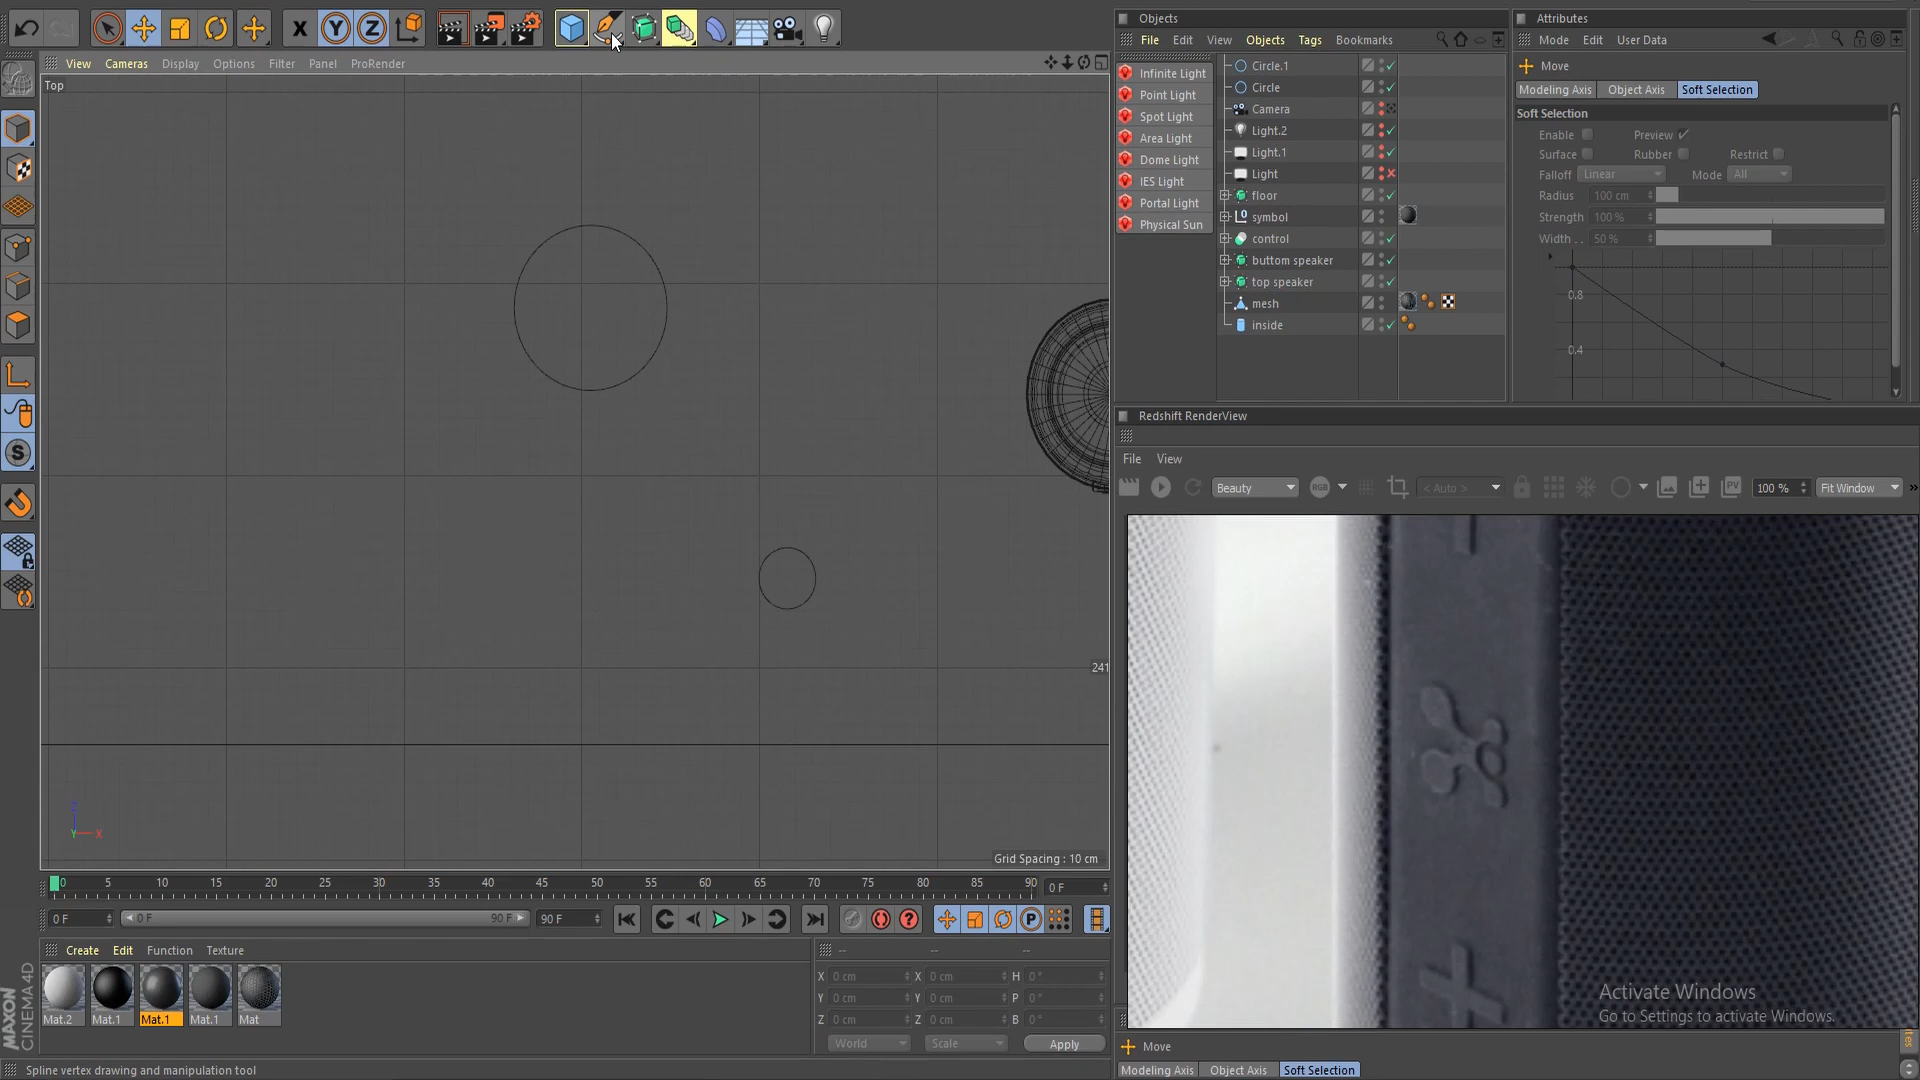 X Y Z
View Cameras Display Options Filter Panel ProRender
Top
241
Grid Spacing : 10 cm
0 5 10 15 20 25 30 35 40 45 50 55 60 65 70 75 80 85 90 0 F
0 F 0 F 90 F 90 F
Create Edit Function Texture
Mat.2 Mat.1 Mat.1 Mat.1 Mat
-- -- --
X 0 cm X 0 cm H 0 °
Y 0 cm Y 0 cm P 0 °
Z 0 cm Z 0 cm B 0 °
World Scale Apply
MAXON
CINEMA 4D
Spline vertex drawing and manipulation tool
Objects
File Edit View Objects Tags Bookmarks
Infinite Light
Point Light
Spot Light
Area Light
Dome Light
IES Light
Portal Light
Physical Sun
Circle.1
Circle
Camera
Light.2
Light.1
Light
floor
symbol
control
buttom speaker
top speaker
mesh
inside
Attributes
Mode Edit User Data
Move
Modeling Axis Object Axis Soft Selection
Soft Selection
Enable Preview
Surface Rubber Restrict
Falloff Linear Mode All
Radius 100 cm
Strength 100 %
Width . . 50 %
0.8
0.4
Redshift RenderView
File View
Beauty RGB < Auto > PV 100 % Fit Window »
Activate Windows
Go to Settings to activate Windows.
Move
Modeling Axis Object Axis Soft Selection